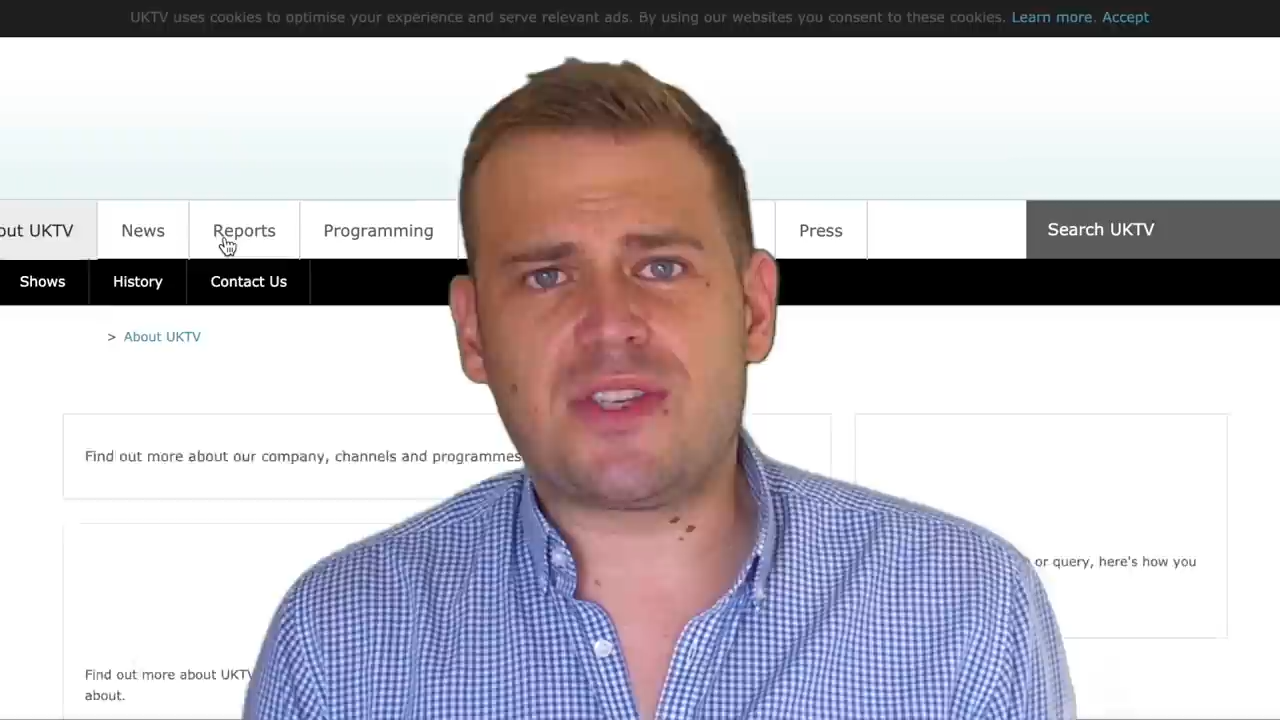 UKTV uses cookies to optimise your experience and serve relevant ads. By using our websites you consent to these cookies. Learn more. Accept
out UKTV News Reports Programming Press Search UKTV
Shows History Contact Us
> About UKTV
Find out more about our company, channels and programmes
or query, here's how you
Find out more about UKTV
about.